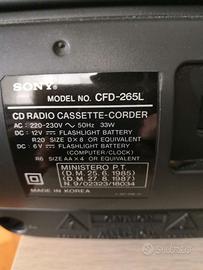 SONY
MODEL NO. CFD-265L
CD RADIO CASSETTE-CORDER
AC : 220-230V ~ 50Hz 33W
DC : 12V ⎓ FLASHLIGHT BATTERY
R20 SIZE D×8 OR EQUIVALENT
DC : 6V ⎓ FLASHLIGHT BATTERY
(COMPUTER/CLOCK)
R6 SIZE AA×4 OR EQUIVALENT
MINISTERO P.T.
(D.M. 25.6.1985)
(D.M. 27.8.1987)
N.9/02323/18034
MADE IN KOREA
subito